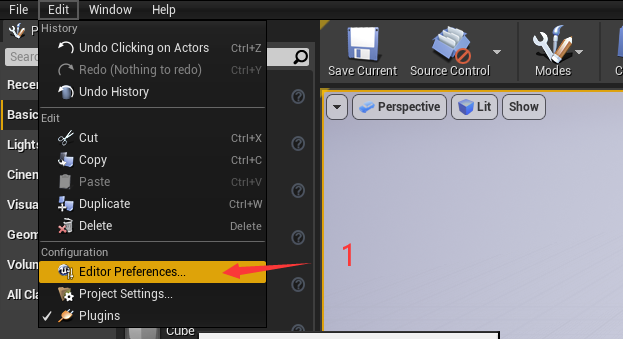 File Edit Window Help
P
Sear
History
Undo Clicking on Actors Ctrl+Z
Redo (Nothing to redo) Ctrl+Y
Undo History
Edit
Cut Ctrl+X
Copy Ctrl+C
Paste Ctrl+V
Duplicate Ctrl+W
Delete Delete
Configuration
Editor Preferences...
Project Settings...
Plugins
Recen
Basic
Lights
Cinen
Visua
Geom
Volun
All Cla
Cube
Save Current Source Control Modes C
Perspective Lit Show
1